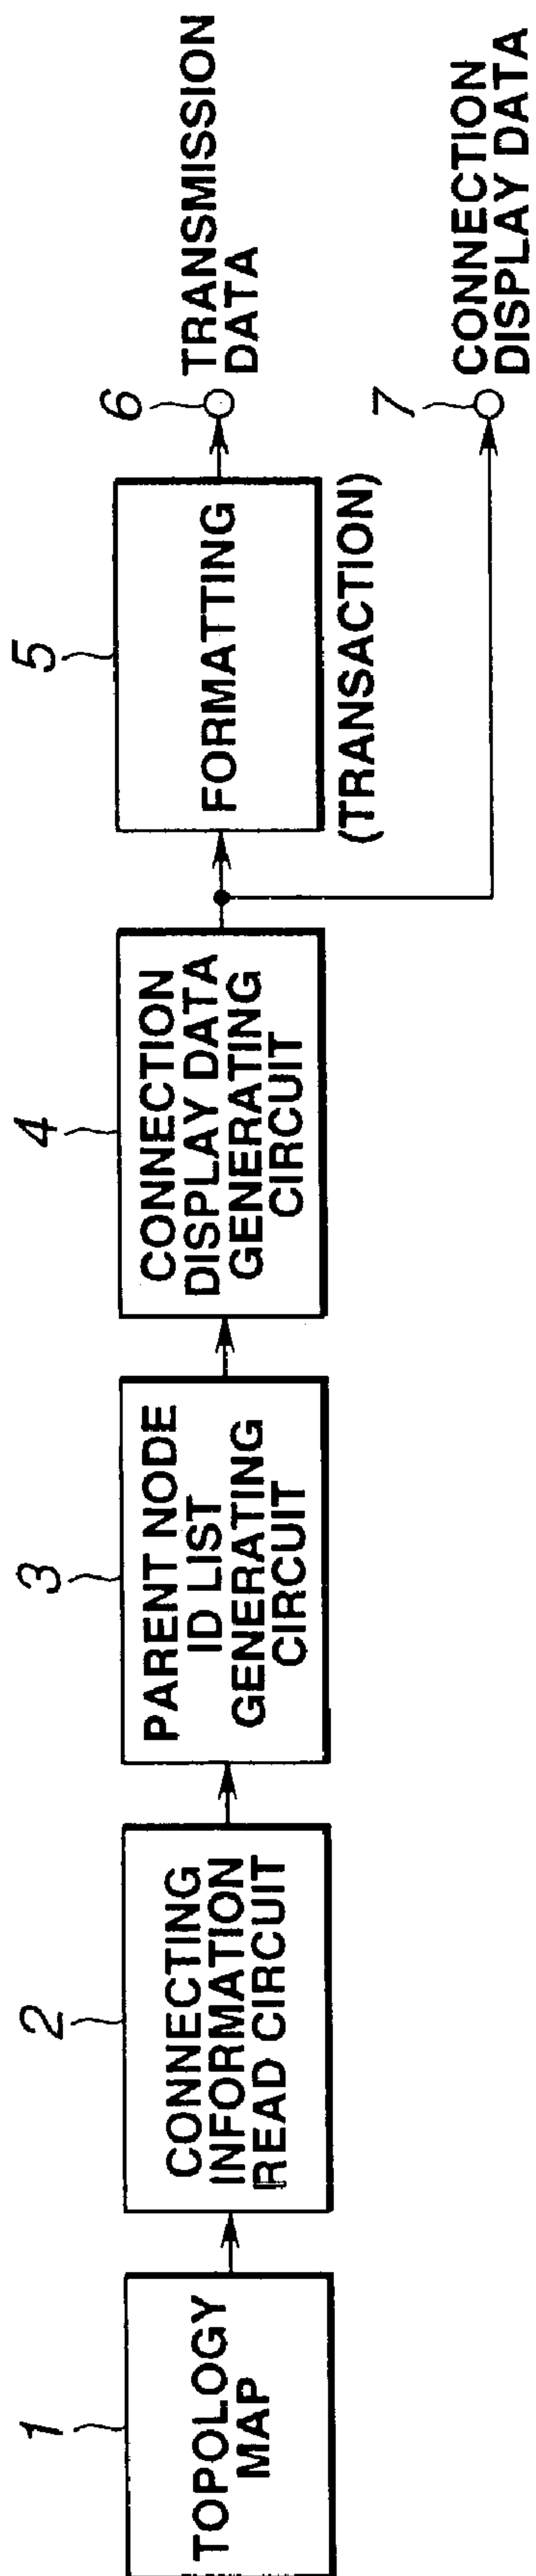 1
TOPOLOGY
MAP
2
CONNECTING
INFORMATION
READ CIRCUIT
3
PARENT NODE
ID LIST
GENERATING
CIRCUIT
4
CONNECTION
DISPLAY DATA
GENERATING
CIRCUIT
5
FORMATTING
(TRANSACTION)
6
TRANSMISSION
DATA
7
CONNECTION
DISPLAY DATA